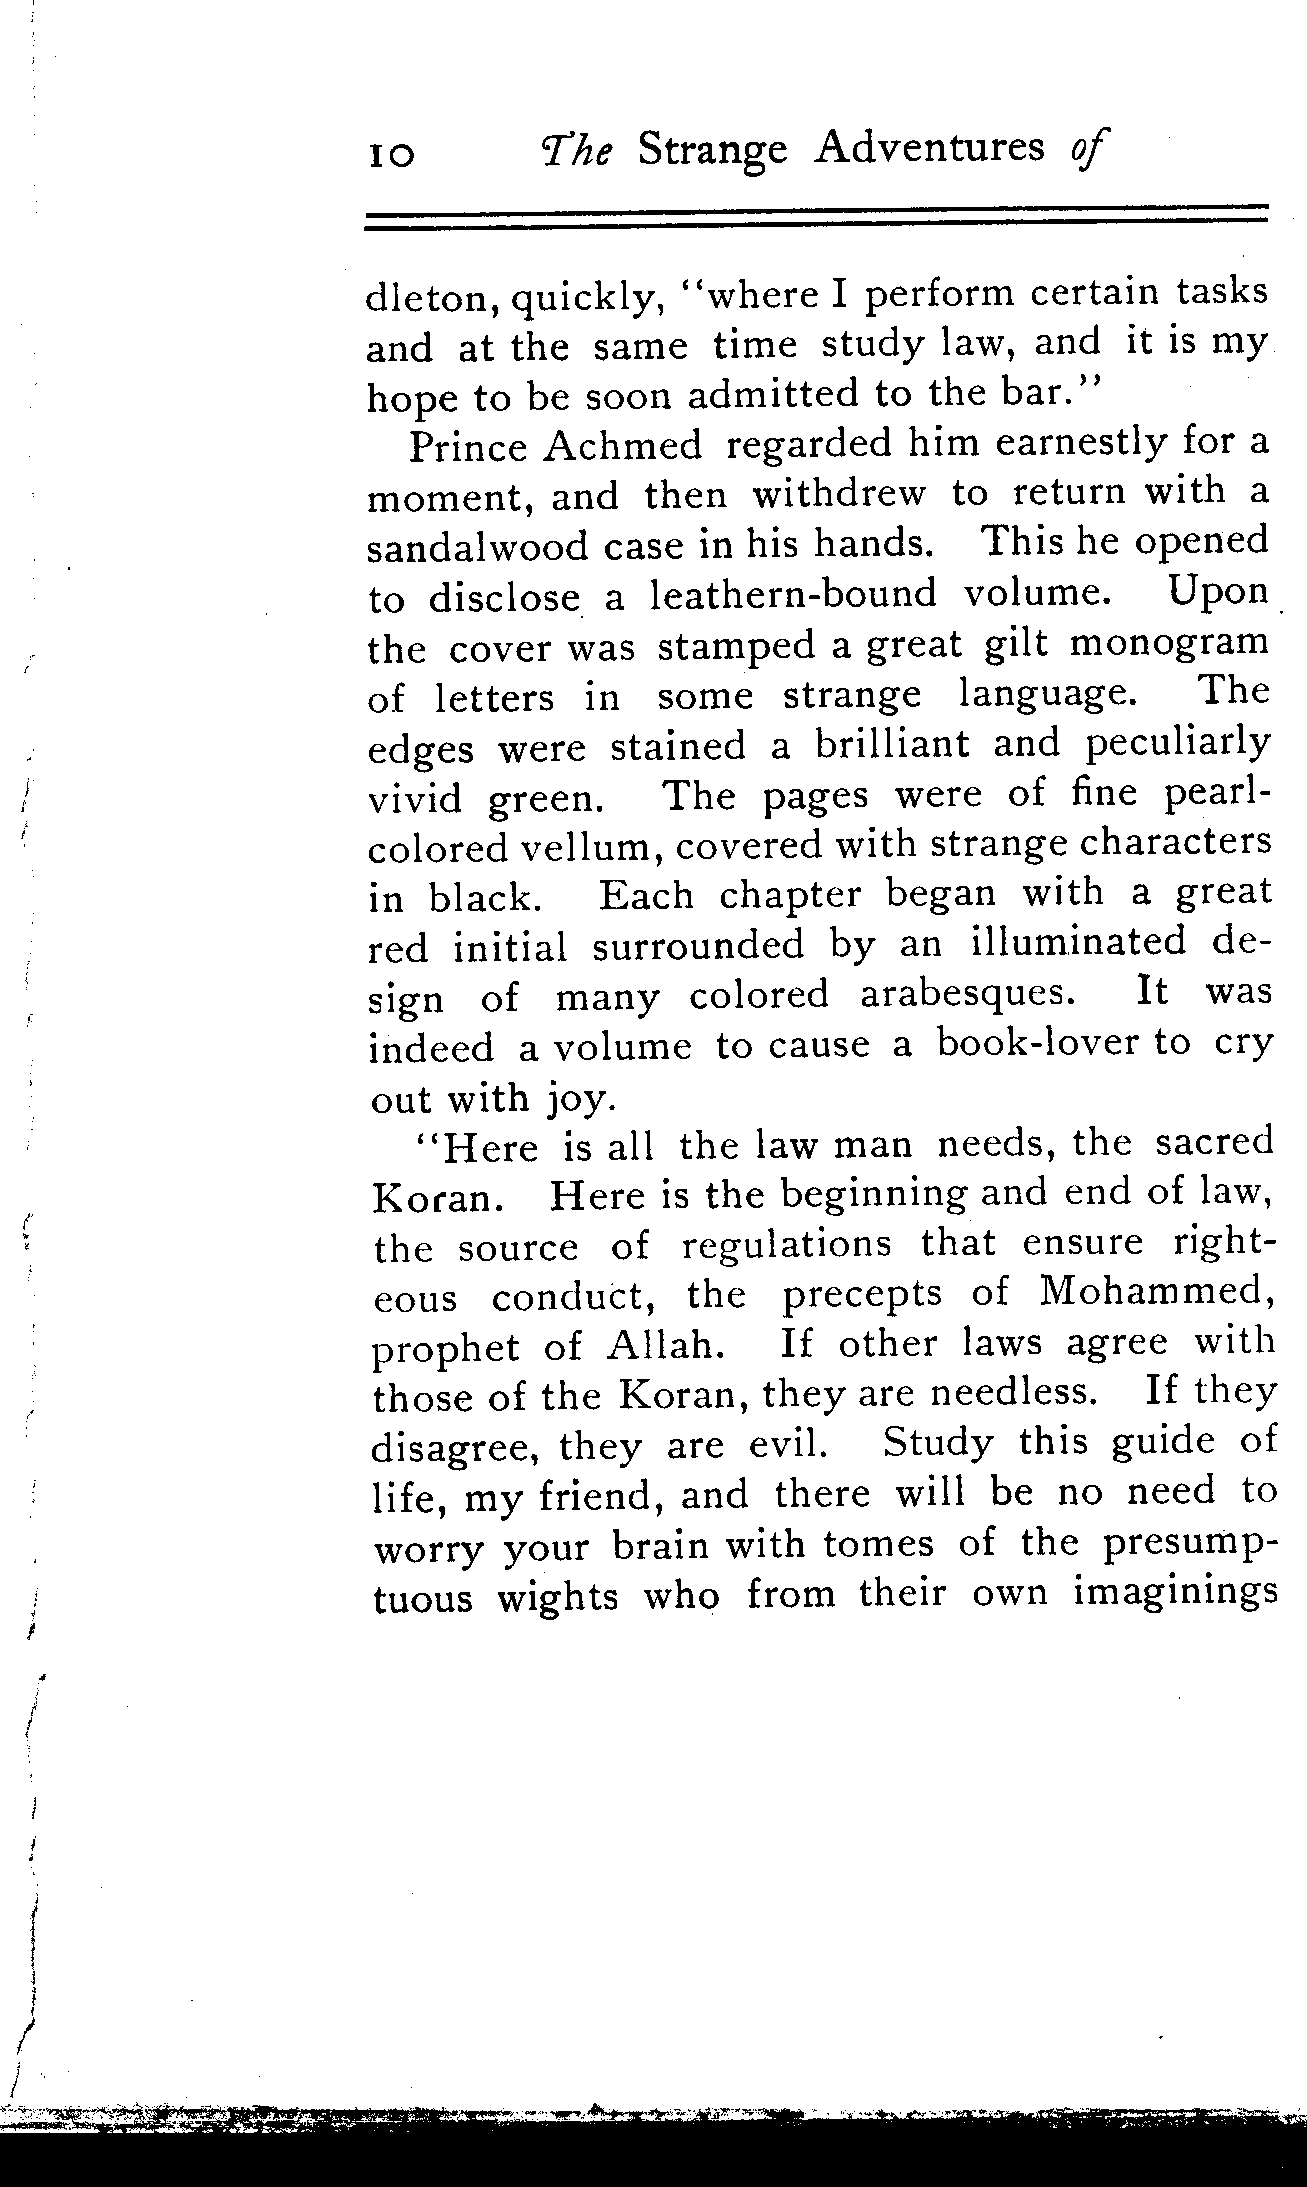 10 The Strange Adventures of
dleton, quickly, "where I perform certain tasks
and at the same time study law, and it is my
hope to be soon admitted to the bar."
Prince Achmed regarded him earnestly for a
moment, and then withdrew to return with a
sandalwood case in his hands. This he opened
to disclose a leathern-bound volume. Upon
the cover was stamped a great gilt monogram
of letters in some strange language. The
edges were stained a brilliant and peculiarly
vivid green. The pages were of fine pearl-
colored vellum, covered with strange characters
in black. Each chapter began with a great
red initial surrounded by an illuminated de-
sign of many colored arabesques. It was
indeed a volume to cause a book-lover to cry
out with joy.
"Here is all the law man needs, the sacred
Koran. Here is the beginning and end of law,
the source of regulations that ensure right-
eous conduct, the precepts of Mohammed,
prophet of Allah. If other laws agree with
those of the Koran, they are needless. If they
disagree, they are evil. Study this guide of
life, my friend, and there will be no need to
worry your brain with tomes of the presump-
tuous wights who from their own imaginings